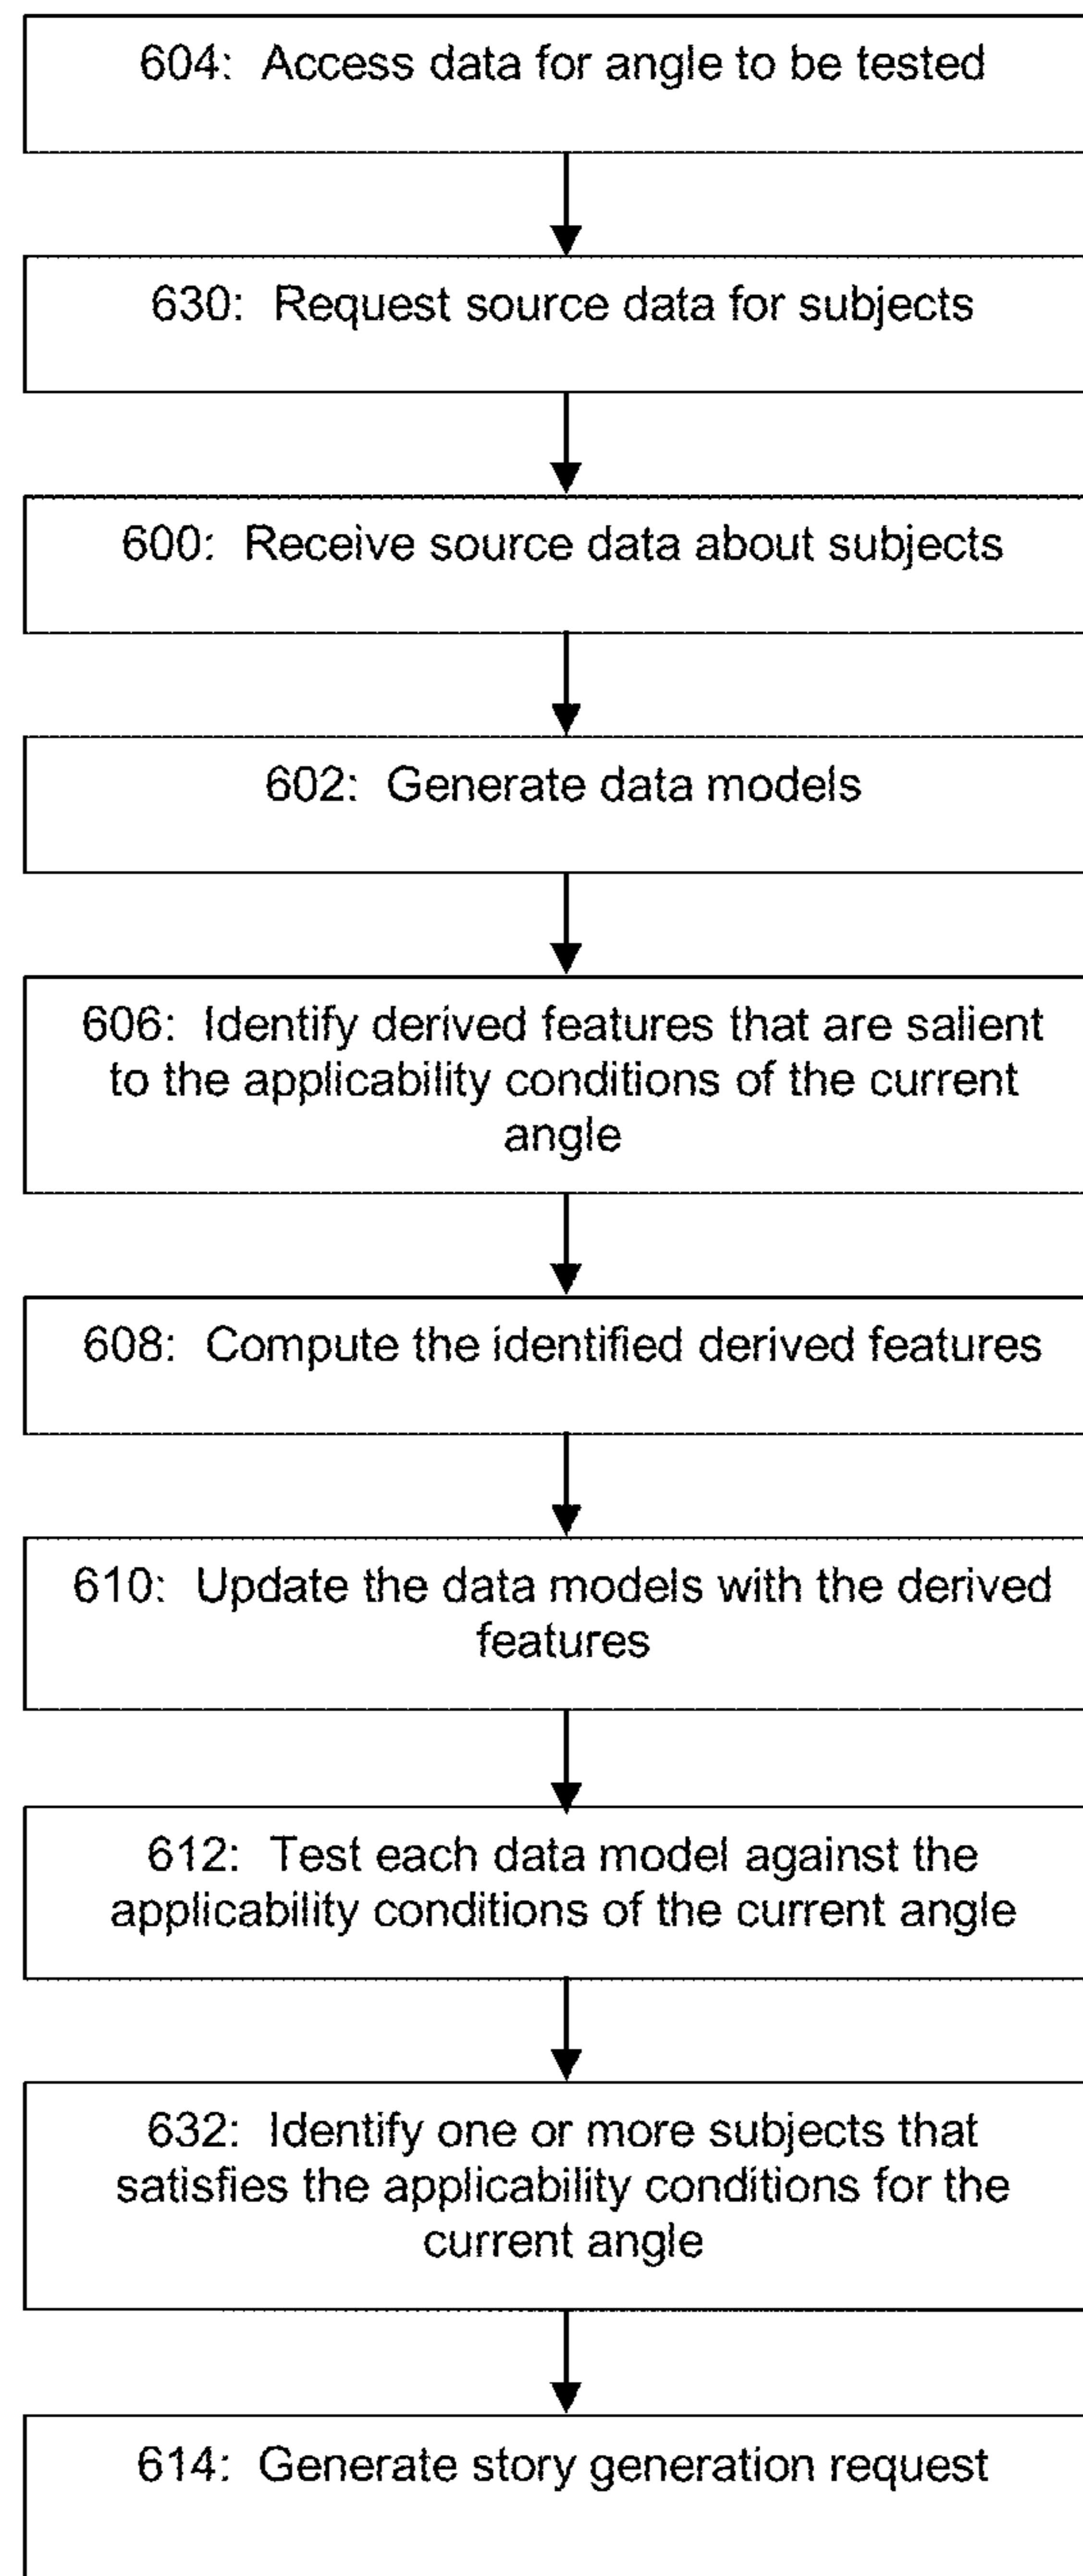 604: Access data for angle to be tested
630: Request source data for subjects
600: Receive source data about subjects
602: Generate data models
606: Identify derived features that are salient
to the applicability conditions of the current
angle
608: Compute the identified derived features
610: Update the data models with the derived
features
612: Test each data model against the
applicability conditions of the current angle
632: Identify one or more subjects that
satisfies the applicability conditions for the
current angle
614: Generate story generation request